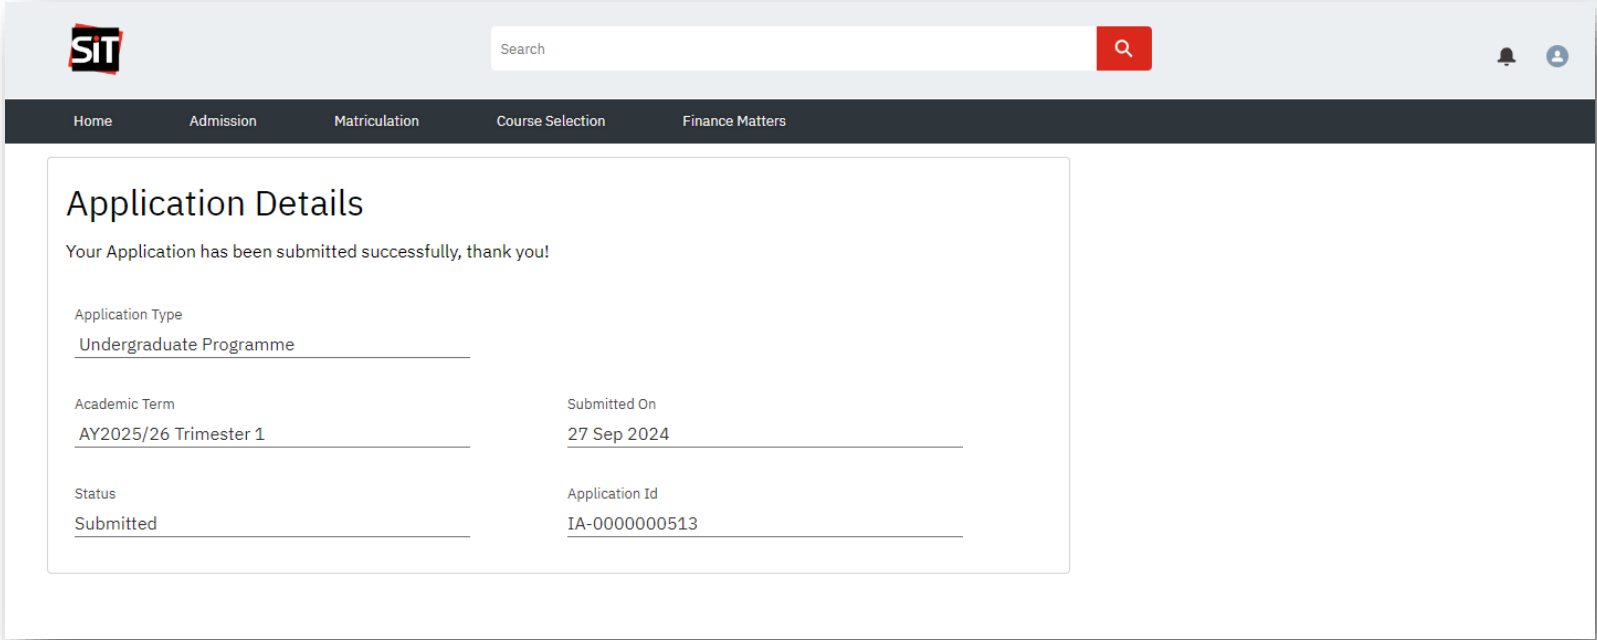 SiT
Search
Home Admission Matriculation Course Selection Finance Matters
Application Details
Your Application has been submitted successfully, thank you!
Application Type
Undergraduate Programme
Academic Term
AY2025/26 Trimester 1
Submitted On
27 Sep 2024
Status
Submitted
Application Id
IA-0000000513